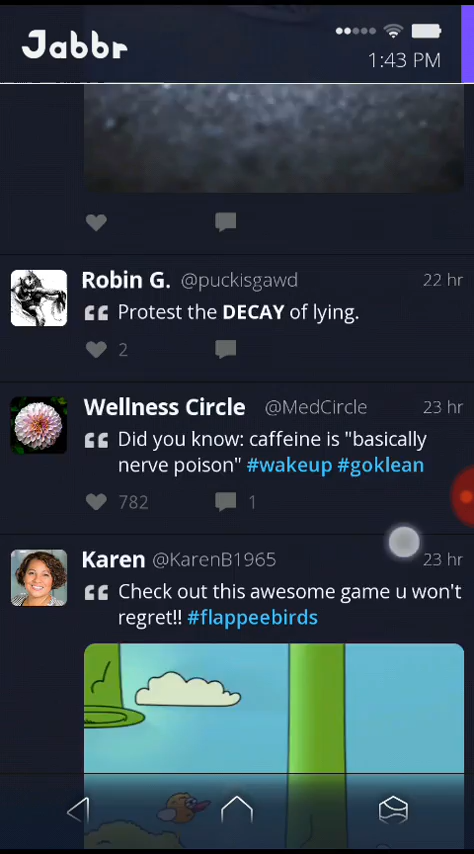 Jabbr
1:43 PM
Robin G. @puckisgawd 22 hr
Protest the DECAY of lying.
2
Wellness Circle @MedCircle 23 hr
Did you know: caffeine is "basically
nerve poison" #wakeup #goklean
782 1
Karen @KarenB1965 23 hr
Check out this awesome game u won't
regret!! #flappeebirds